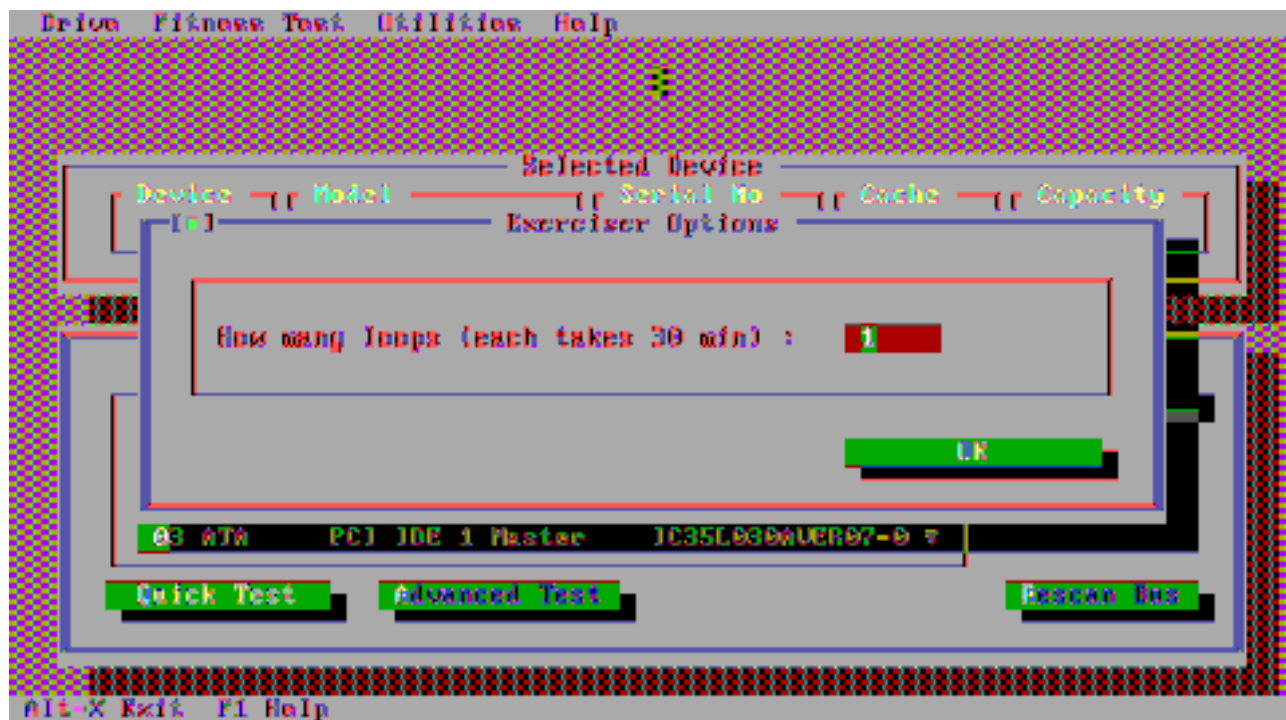 Drive Fitness Test Utilities Help
Selected Device
Device Model Serial No Cache Capacity
Exerciser Options
How many loops (each takes 30 min) : 1
OK
03 ATA PCI IDE 1 Master IC35L030AVER07-0
Quick Test Advanced Test Rescan Bus
Alt-X Exit F1 Help